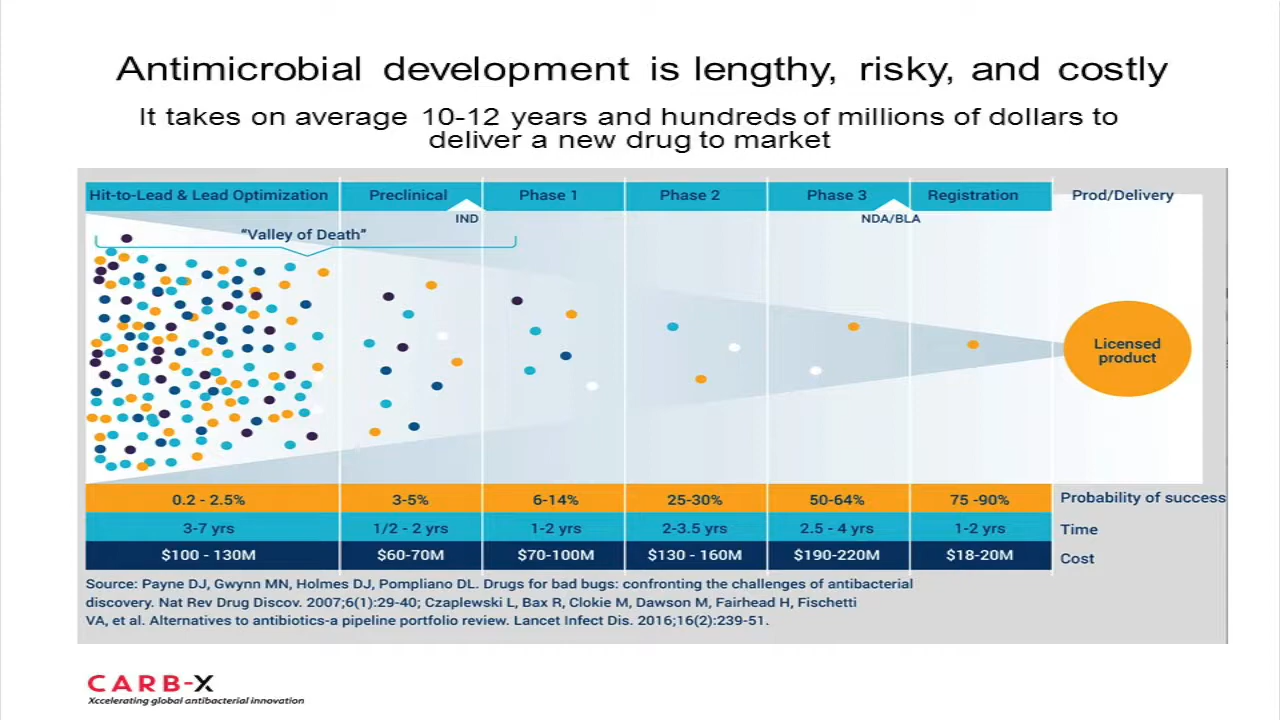 Antimicrobial development is lengthy, risky, and costly
It takes on average 10-12 years and hundreds of millions of dollars to
deliver a new drug to market
Hit-to-Lead & Lead Optimization Preclinical Phase 1 Phase 2 Phase 3 Registration Prod/Delivery
IND NDA/BLA
"Valley of Death"
Licensed
product
0.2 - 2.5% 3-5% 6-14% 25-30% 50-64% 75 -90% Probability of success
3-7 yrs 1/2 - 2 yrs 1-2 yrs 2-3.5 yrs 2.5 - 4 yrs 1-2 yrs Time
$100 - 130M $60-70M $70-100M $130 - 160M $190-220M $18-20M Cost
Source: Payne DJ, Gwynn MN, Holmes DJ, Pompliano DL. Drugs for bad bugs: confronting the challenges of antibacterial
discovery. Nat Rev Drug Discov. 2007;6(1):29-40; Czaplewski L, Bax R, Clokie M, Dawson M, Fairhead H, Fischetti
VA, et al. Alternatives to antibiotics-a pipeline portfolio review. Lancet Infect Dis. 2016;16(2):239-51.
CARB-X
Xccelerating global antibacterial innovation